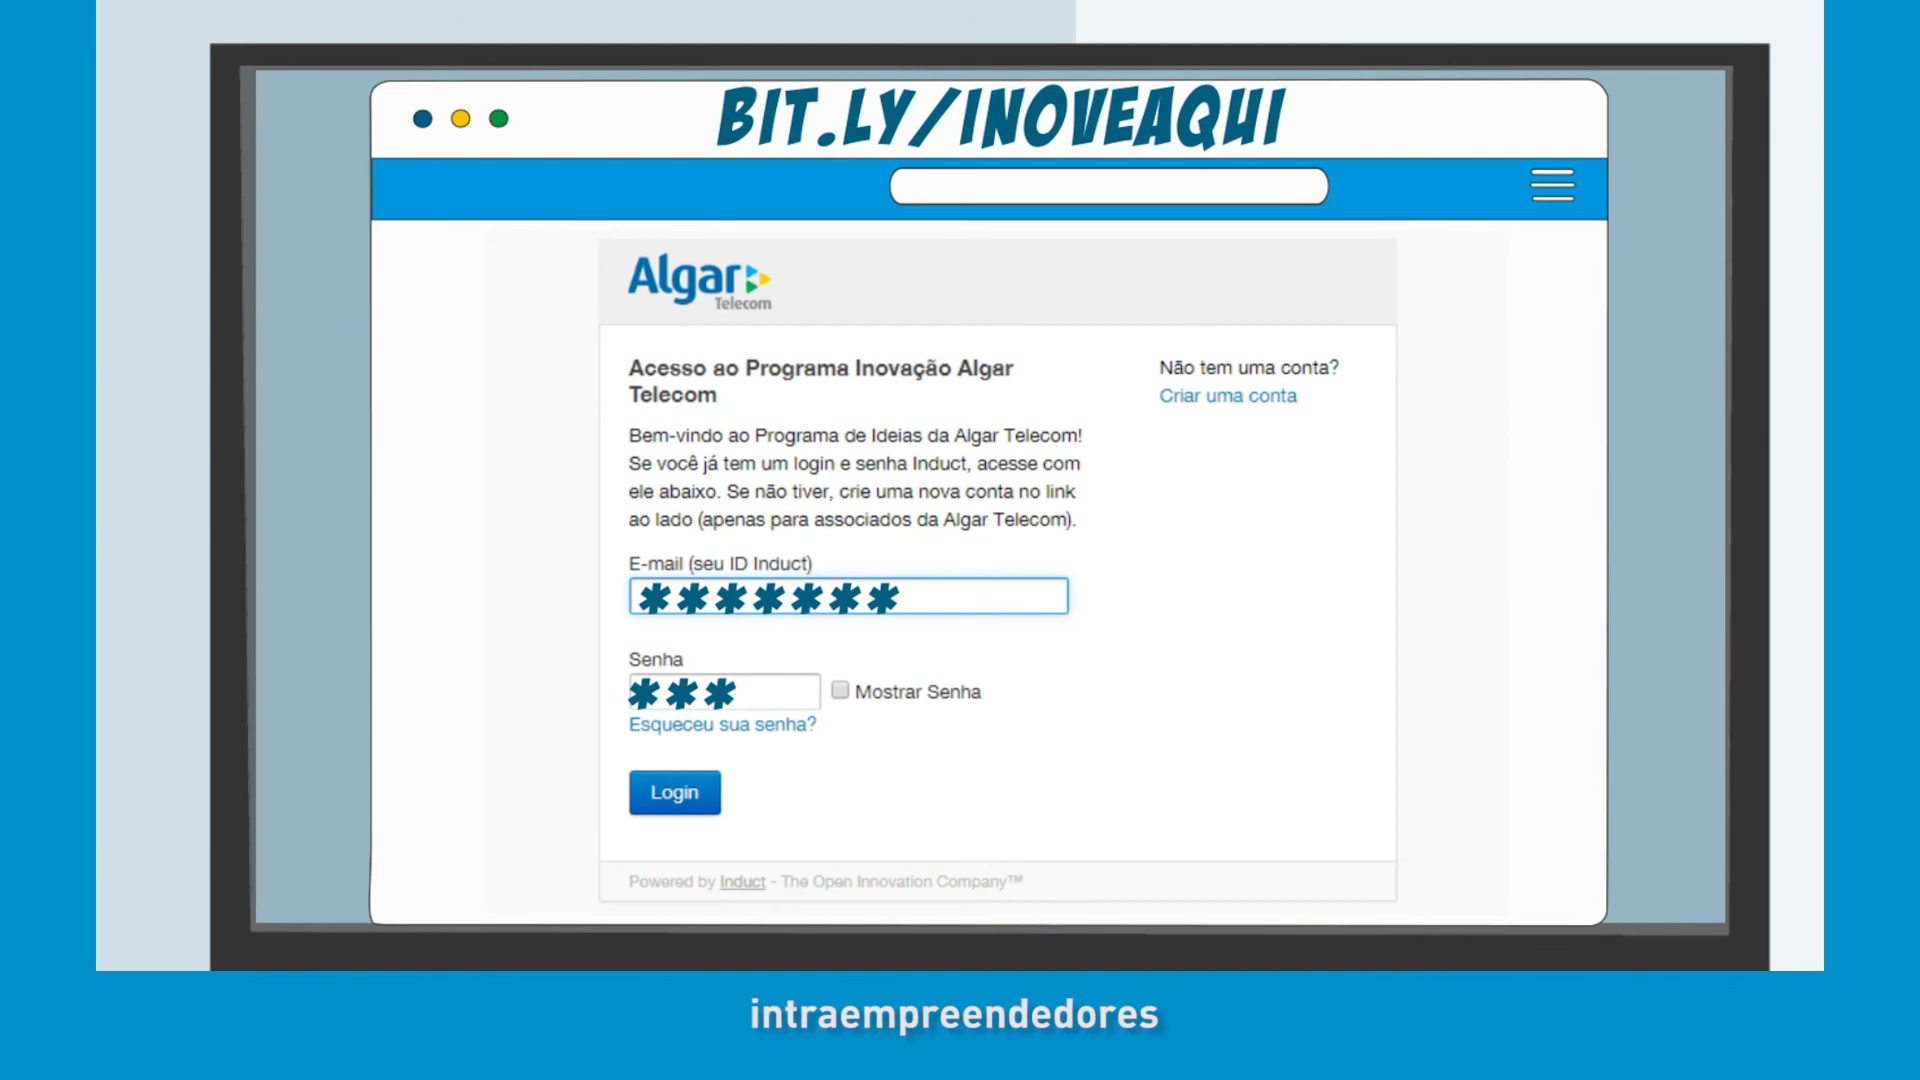 BIT.LY/INOVEAQUI
Algar
Telecom
Acesso ao Programa Inovação Algar
Telecom
Bem-vindo ao Programa de Ideias da Algar Telecom!
Se você já tem um login e senha Induct, acesse com
ele abaixo. Se não tiver, crie uma nova conta no link
ao lado (apenas para associados da Algar Telecom).
E-mail (seu ID Induct)
*******
Senha
***
Mostrar Senha
Esqueceu sua senha?
Login
Não tem uma conta?
Criar uma conta
Powered by Induct - The Open Innovation Company™
intraempreendedores